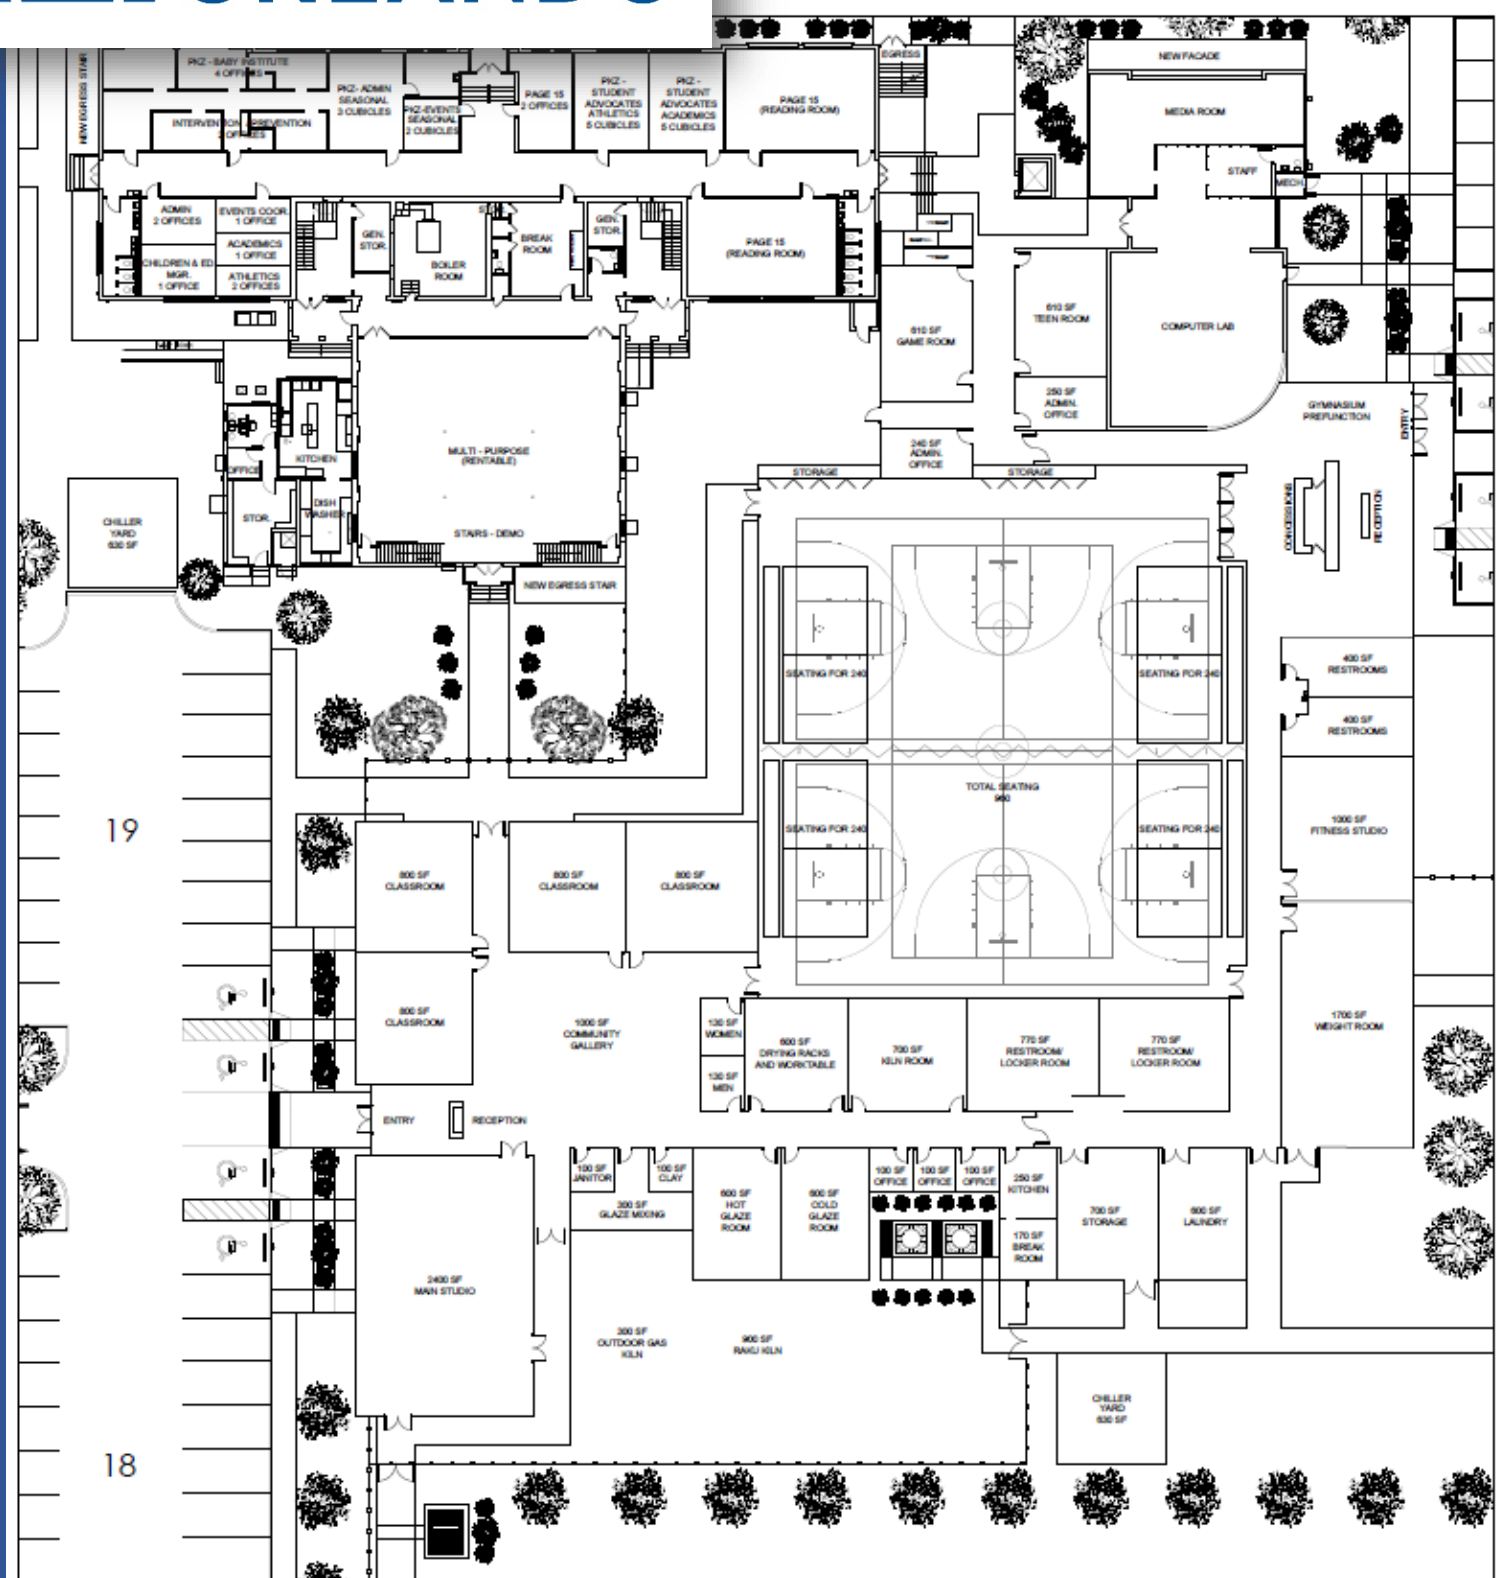 ORLANDO
NEW EGRESS STAIR
PKZ - BABY INSTITUTE
4 OFFICES
INTERVENTION / PREVENTION
2 OFFICES
PKZ- ADMIN
SEASONAL
3 CUBICLES
PKZ-EVENTS
SEASONAL
2 CUBICLES
PAGE 15
2 OFFICES
PKZ -
STUDENT
ADVOCATES
ATHLETICS
5 CUBICLES
PKZ -
STUDENT
ADVOCATES
ACADEMICS
5 CUBICLES
PAGE 15
(READING ROOM)
EGRESS
NEW FACADE
MEDIA ROOM
STAFF
MECH.
ADMIN
2 OFFICES
EVENTS COOR.
1 OFFICE
ACADEMICS
1 OFFICE
CHILDREN & ED
MGR.
1 OFFICE
ATHLETICS
2 OFFICES
GEN.
STOR.
BOILER
ROOM
BREAK
ROOM
GEN.
STOR.
PAGE 15
(READING ROOM)
610 SF
GAME ROOM
610 SF
TEEN ROOM
COMPUTER LAB
250 SF
ADMIN.
OFFICE
240 SF
ADMIN.
OFFICE
GYMNASIUM
PREFUNCTION
ENTRY
KITCHEN
OFFICE
STOR.
DISH
WASHER
MULTI - PURPOSE
(RENTABLE)
STAIRS - DEMO
NEW EGRESS STAIR
CHILLER
YARD
630 SF
STORAGE
STORAGE
CONCESSIONS
RECEPTION
SEATING FOR 240
SEATING FOR 240
400 SF
RESTROOMS
400 SF
RESTROOMS
TOTAL SEATING
960
SEATING FOR 240
SEATING FOR 240
1000 SF
FITNESS STUDIO
19
800 SF
CLASSROOM
800 SF
CLASSROOM
800 SF
CLASSROOM
800 SF
CLASSROOM
1000 SF
COMMUNITY
GALLERY
130 SF
WOMEN
130 SF
MEN
600 SF
DRYING RACKS
AND WORKTABLE
700 SF
KILN ROOM
770 SF
RESTROOM/
LOCKER ROOM
770 SF
RESTROOM/
LOCKER ROOM
1700 SF
WEIGHT ROOM
ENTRY
RECEPTION
100 SF
JANITOR
100 SF
CLAY
300 SF
GLAZE MIXING
600 SF
HOT
GLAZE
ROOM
600 SF
COLD
GLAZE
ROOM
100 SF
OFFICE
100 SF
OFFICE
100 SF
OFFICE
250 SF
KITCHEN
170 SF
BREAK
ROOM
700 SF
STORAGE
600 SF
LAUNDRY
2400 SF
MAIN STUDIO
300 SF
OUTDOOR GAS
KILN
900 SF
RAKU KILN
CHILLER
YARD
630 SF
18